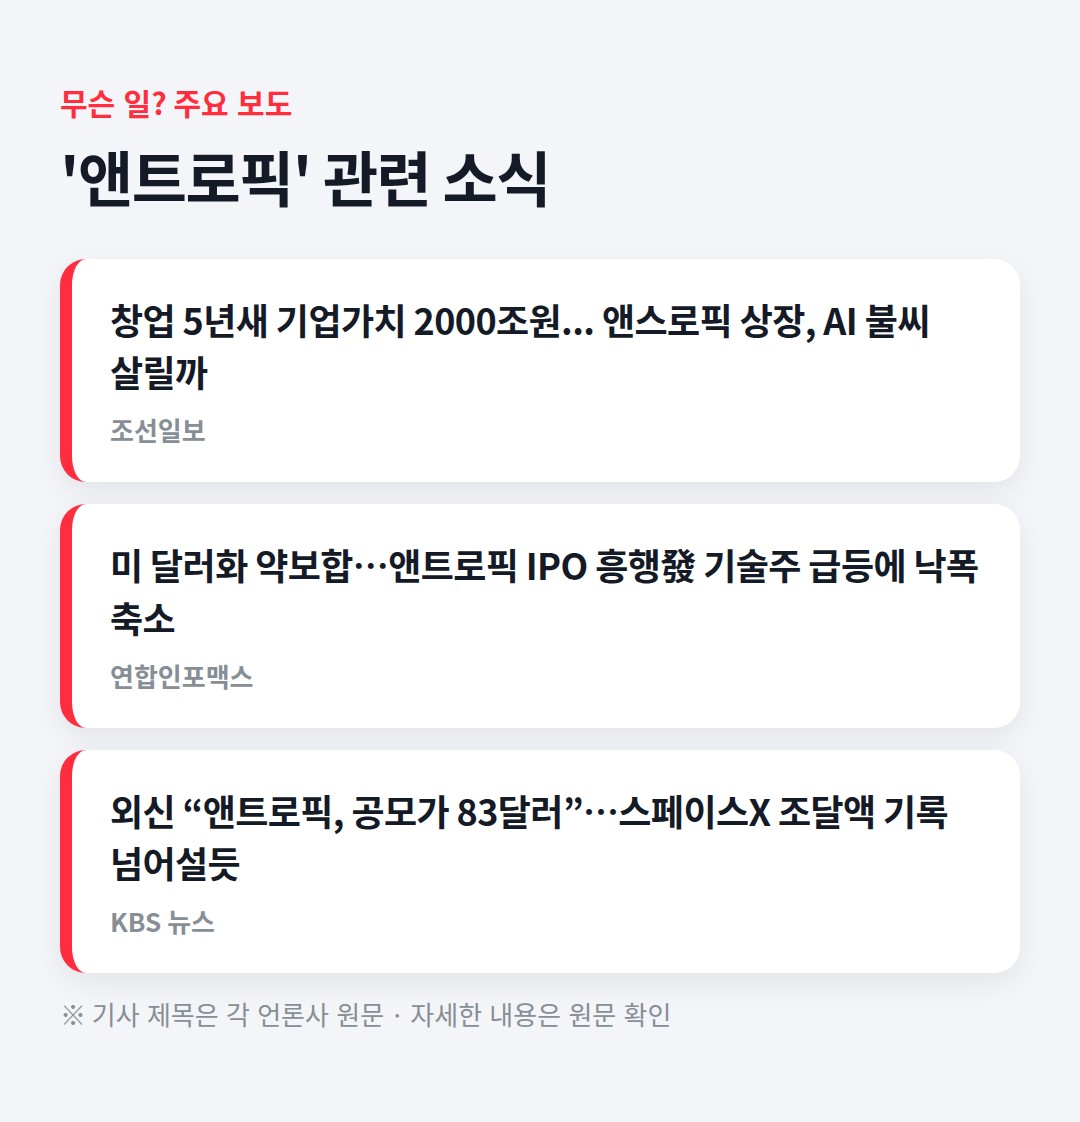 무슨 일? 주요 보도
'앤트로픽' 관련 소식
창업 5년새 기업가치 2000조원... 앤스로픽 상장, AI 불씨
살릴까
조선일보
미 달러화 약보합…앤트로픽 IPO 흥행發 기술주 급등에 낙폭
축소
연합인포맥스
외신 “앤트로픽, 공모가 83달러”…스페이스X 조달액 기록
넘어설듯
KBS 뉴스
※ 기사 제목은 각 언론사 원문 · 자세한 내용은 원문 확인